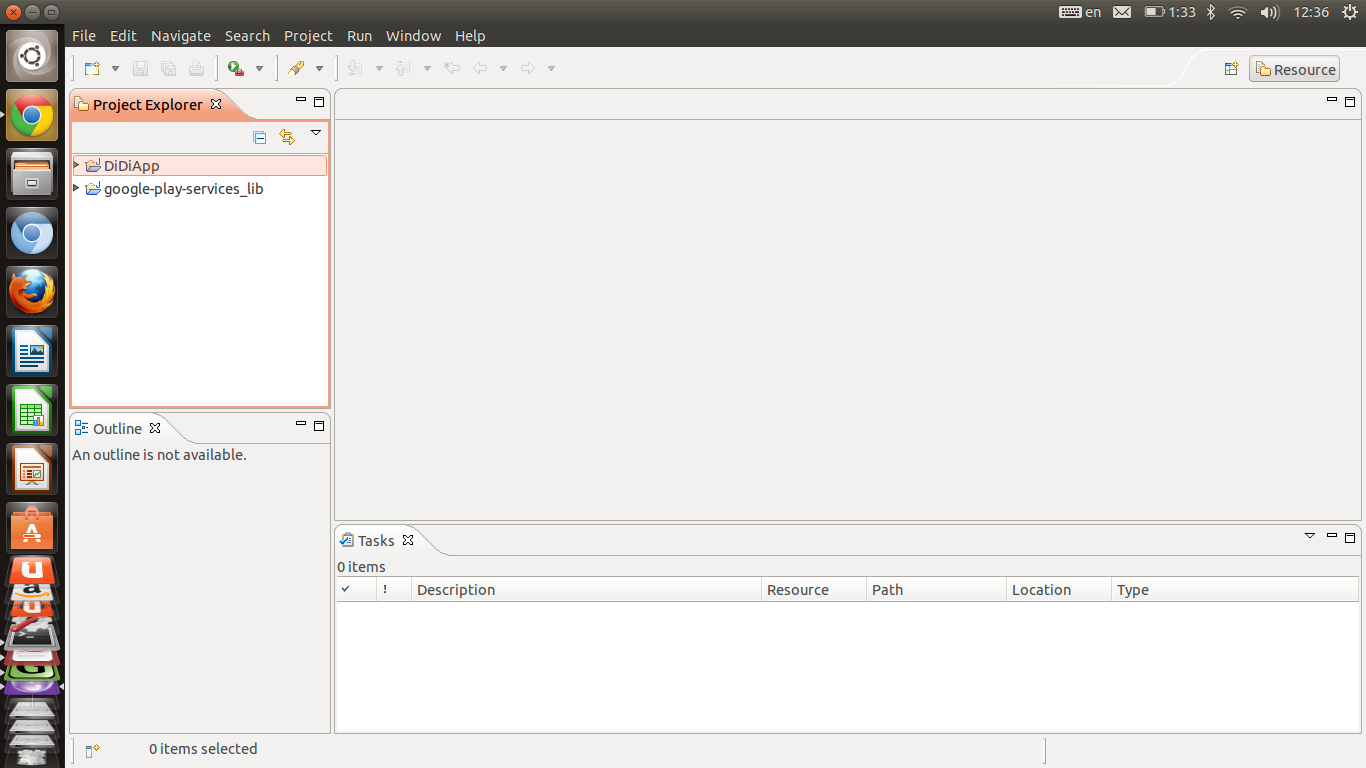 en 1:33 12:36
File Edit Navigate Search Project Run Window Help
Resource
Project Explorer
DiDiApp
google-play-services_lib
Outline
An outline is not available.
Tasks
0 items
! Description Resource Path Location Type
0 items selected